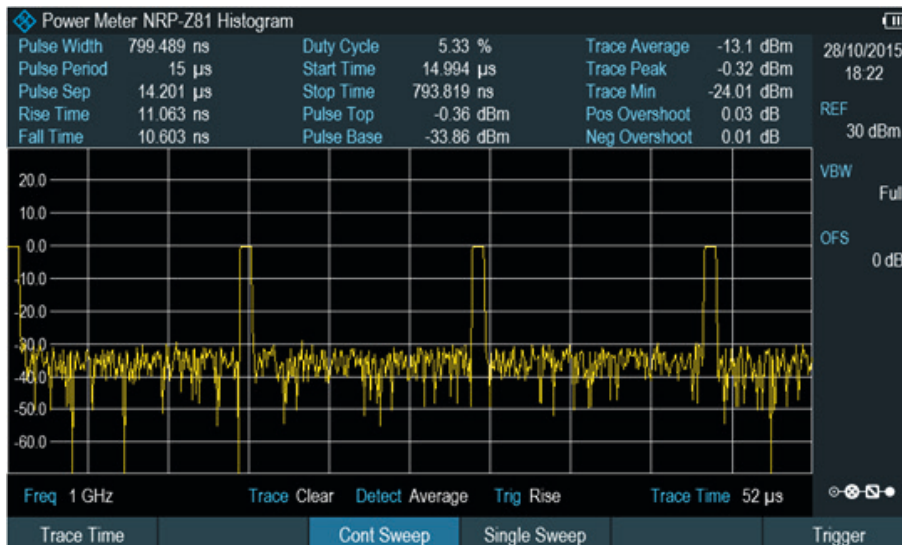 Power Meter NRP-Z81 Histogram
Pulse Width 799.489 ns Duty Cycle 5.33 % Trace Average -13.1 dBm
Pulse Period 15 µs Start Time 14.994 µs Trace Peak -0.32 dBm
Pulse Sep 14.201 µs Stop Time 793.819 ns Trace Min -24.01 dBm
Rise Time 11.063 ns Pulse Top -0.36 dBm Pos Overshoot 0.03 dB
Fall Time 10.603 ns Pulse Base -33.86 dBm Neg Overshoot 0.01 dB
28/10/2015
18:22
REF
30 dBm
VBW
Full
OFS
0 dB
20.0
10.0
0.0
-10.0
-20.0
-30.0
-40.0
-50.0
-60.0
Freq 1 GHz Trace Clear Detect Average Trig Rise Trace Time 52 µs
Trace Time Cont Sweep Single Sweep Trigger